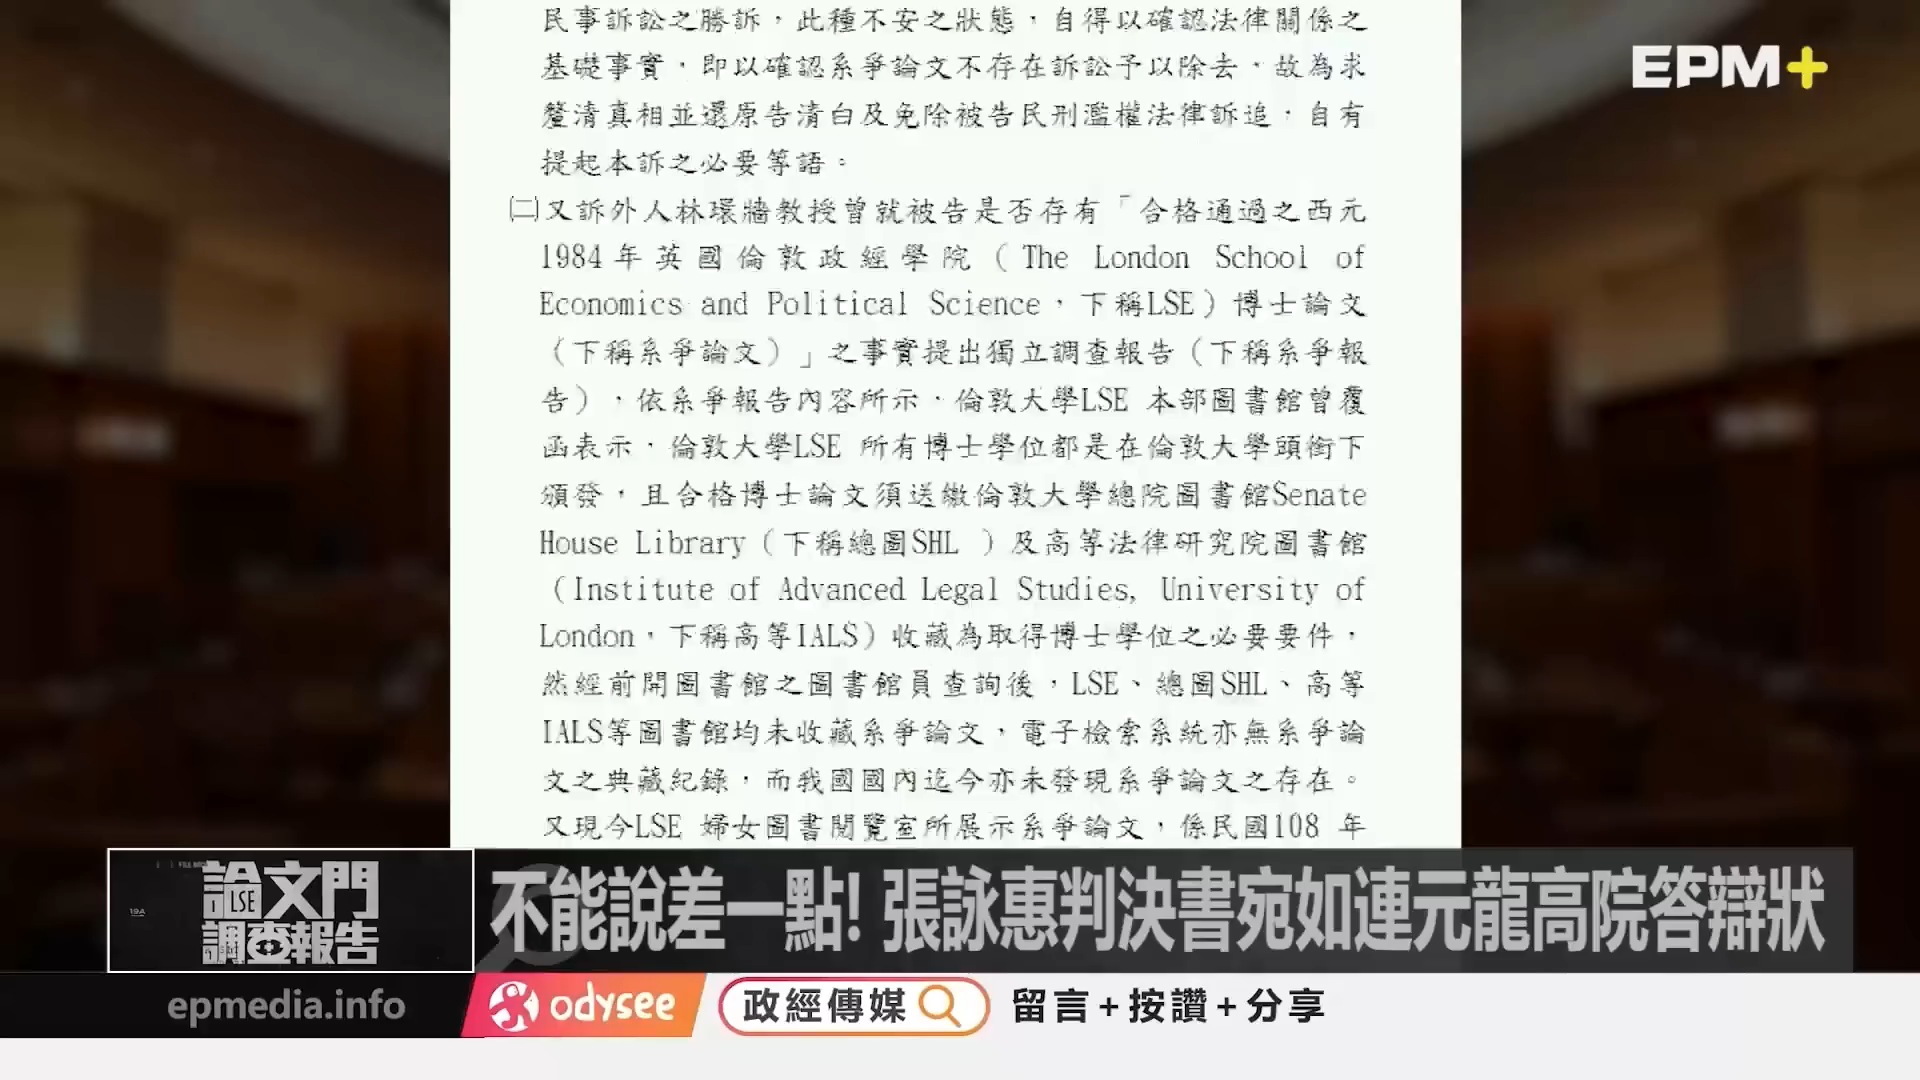 民事訴訟之勝訴，此種不安之狀態，自得以確認法律關係之
基礎事實，即以確認系爭論文不存在訴訟予以除去，故為求
釐清真相並還原告清白及免除被告民刑濫權法律訴追，自有
提起本訴之必要等語。
㈡又訴外人林環牆教授曾就被告是否存有「合格通過之西元
1984年英國倫敦政經學院（The London School of
Economics and Political Science，下稱LSE）博士論文
（下稱系爭論文）」之事實提出獨立調查報告（下稱系爭報
告），依系爭報告內容所示，倫敦大學LSE 本部圖書館曾覆
函表示，倫敦大學LSE 所有博士學位都是在倫敦大學頭銜下
頒發，且合格博士論文須送繳倫敦大學總院圖書館Senate
House Library（下稱總圖SHL ）及高等法律研究院圖書館
（Institute of Advanced Legal Studies, University of
London，下稱高等IALS）收藏為取得博士學位之必要要件，
然經前開圖書館之圖書館員查詢後，LSE、總圖SHL、高等
IALS等圖書館均未收藏系爭論文，電子檢索系統亦無系爭論
文之典藏紀錄，而我國國內迄今亦未發現系爭論文之存在。
又現今LSE 婦女圖書閱覽室所展示系爭論文，係民國108 年
EPM+
論文門
LSE
調查報告
19A
不能說差一點! 張詠惠判決書宛如連元龍高院答辯狀
epmedia.info
odysee
政經傳媒
留言+按讚+分享